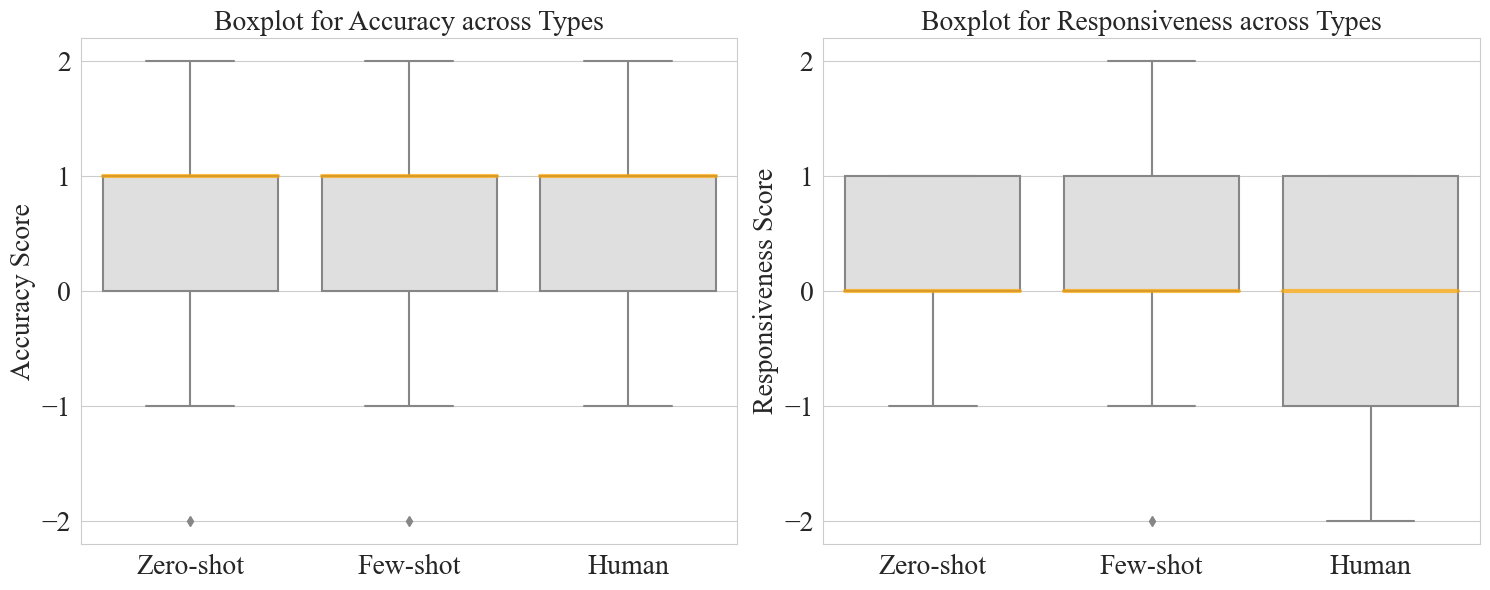 Boxplot for Accuracy across Types
Accuracy Score
2
1
0
−1
−2
Zero-shot Few-shot Human
Boxplot for Responsiveness across Types
Responsiveness Score
2
1
0
−1
−2
Zero-shot Few-shot Human